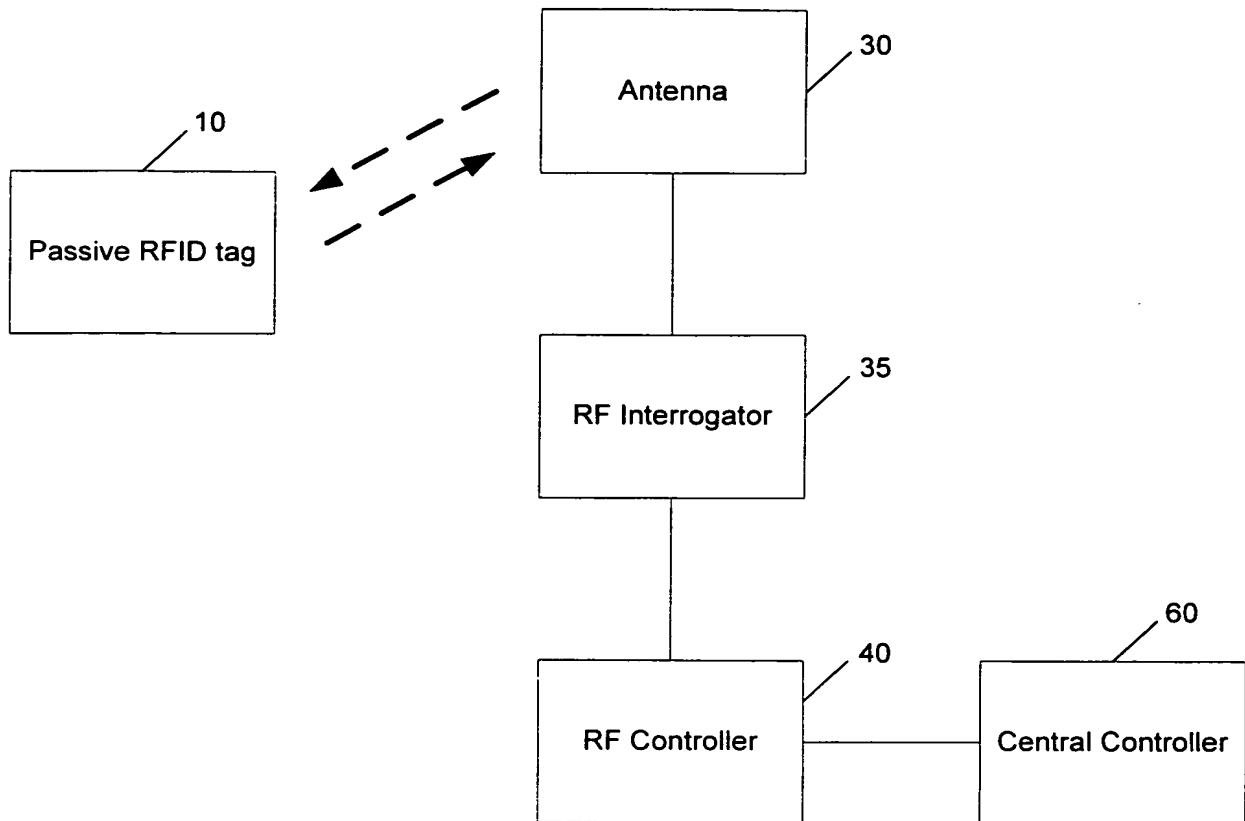 30
Antenna
10
Passive RFID tag
35
RF Interrogator
60
40
RF Controller
Central Controller